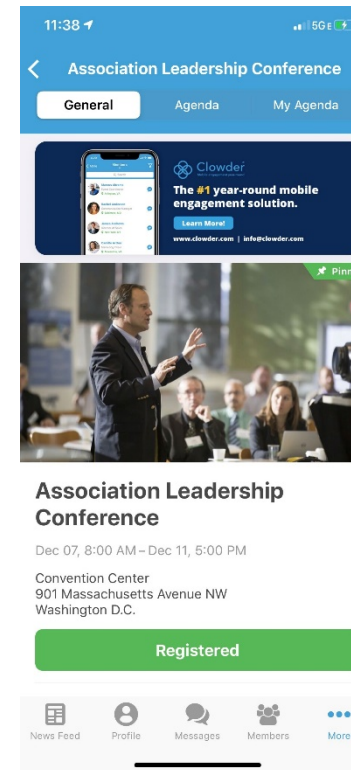 11:38
5G E
Association Leadership Conference
General
Agenda
My Agenda
Clowder
The #1 year-round mobile
engagement solution.
Learn More!
www.clowder.com | info@clowder.com
Pinn
Association Leadership
Conference
Dec 07, 8:00 AM – Dec 11, 5:00 PM
Convention Center
901 Massachusetts Avenue NW
Washington D.C.
Registered
News Feed
Profile
Messages
Members
More